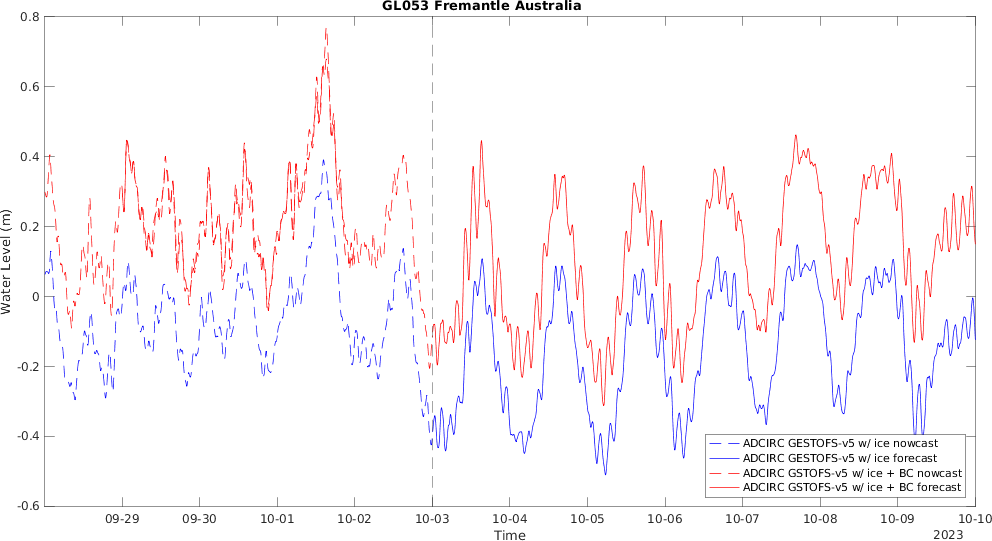 GL053 Fremantle Australia
0.8
0.6
0.4
0.2
0
-0.2
-0.4
-0.6
Water Level (m)
ADCIRC GESTOFS-v5 w/ ice nowcast
ADCIRC GESTOFS-v5 w/ ice forecast
ADCIRC GSTOFS-v5 w/ ice + BC nowcast
ADCIRC GSTOFS-v5 w/ ice + BC forecast
09-29 09-30 10-01 10-02 10-03 10-04 10-05 10-06 10-07 10-08 10-09 10-10
Time
2023